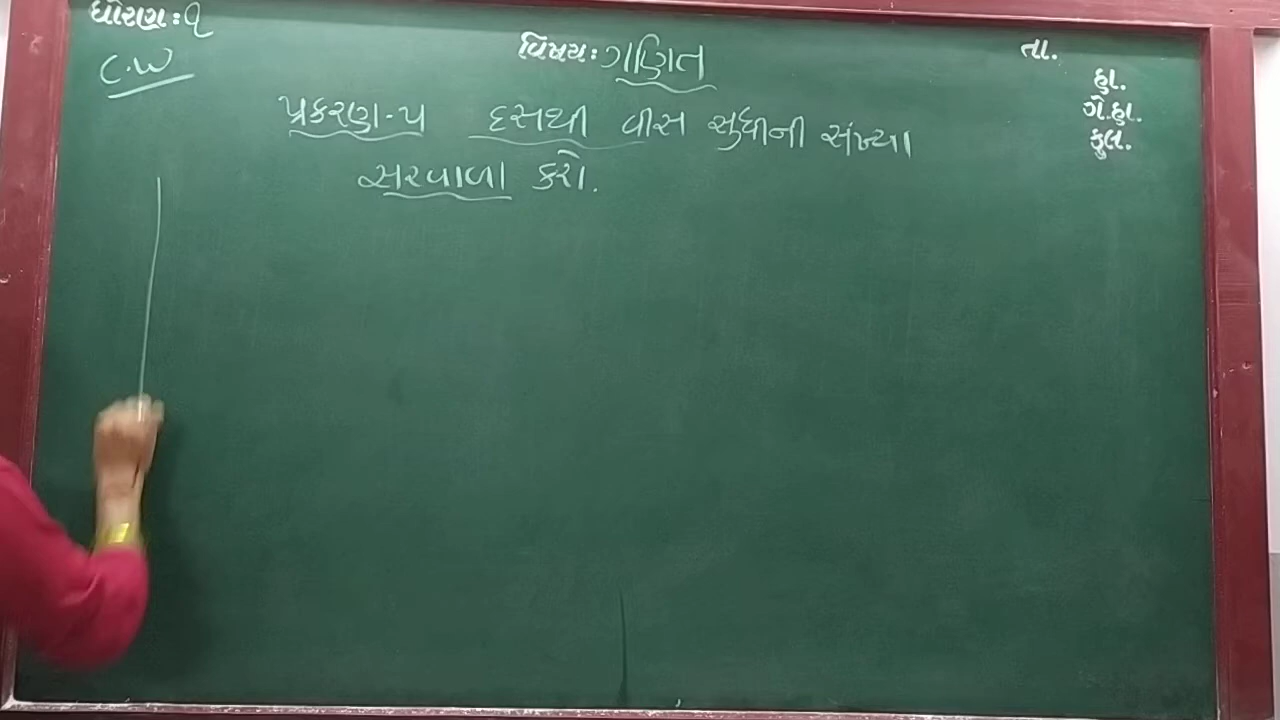 ધોરણ: ૧
વિષય: ગણિત
તા.
C.W
હા.
ગે.હા.
કુલ.
પ્રકરણ-૫ દસથી વીસ સુધીની સંખ્યા
સરવાળા કરો.